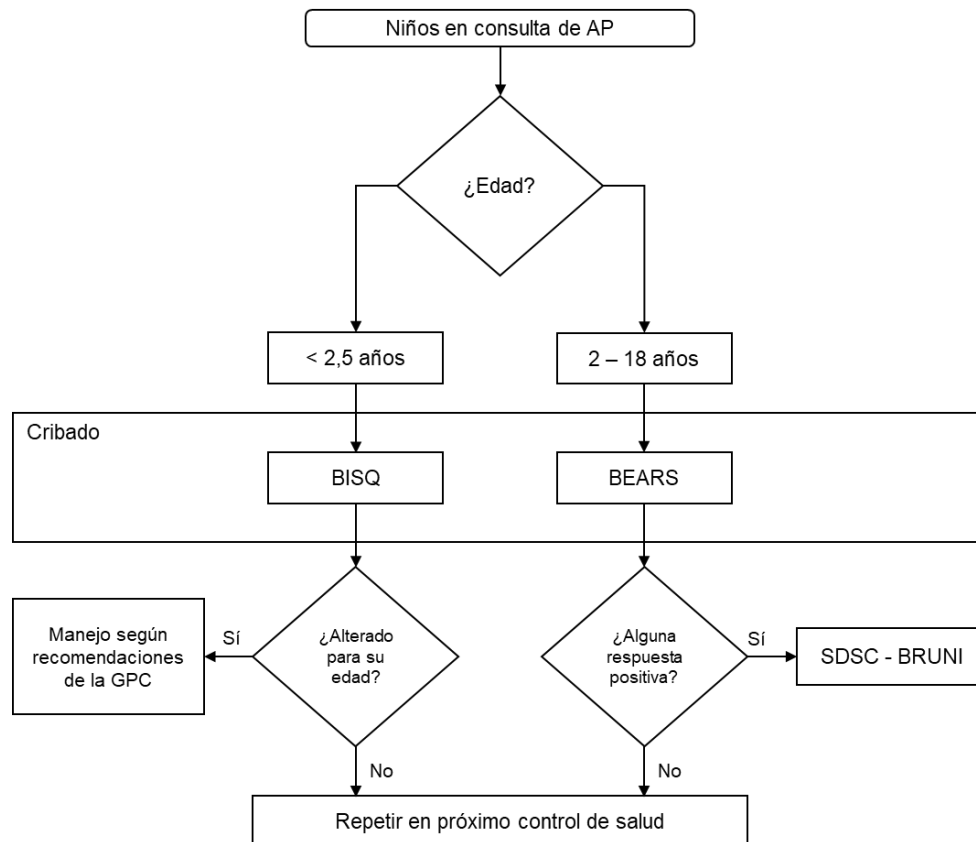 Niños en consulta de AP
¿Edad?
< 2,5 años
2 – 18 años
Cribado
BISQ
BEARS
Manejo según
recomendaciones
de la GPC
Sí
¿Alterado
para su
edad?
¿Alguna
respuesta
positiva?
Sí
SDSC - BRUNI
No
No
Repetir en próximo control de salud